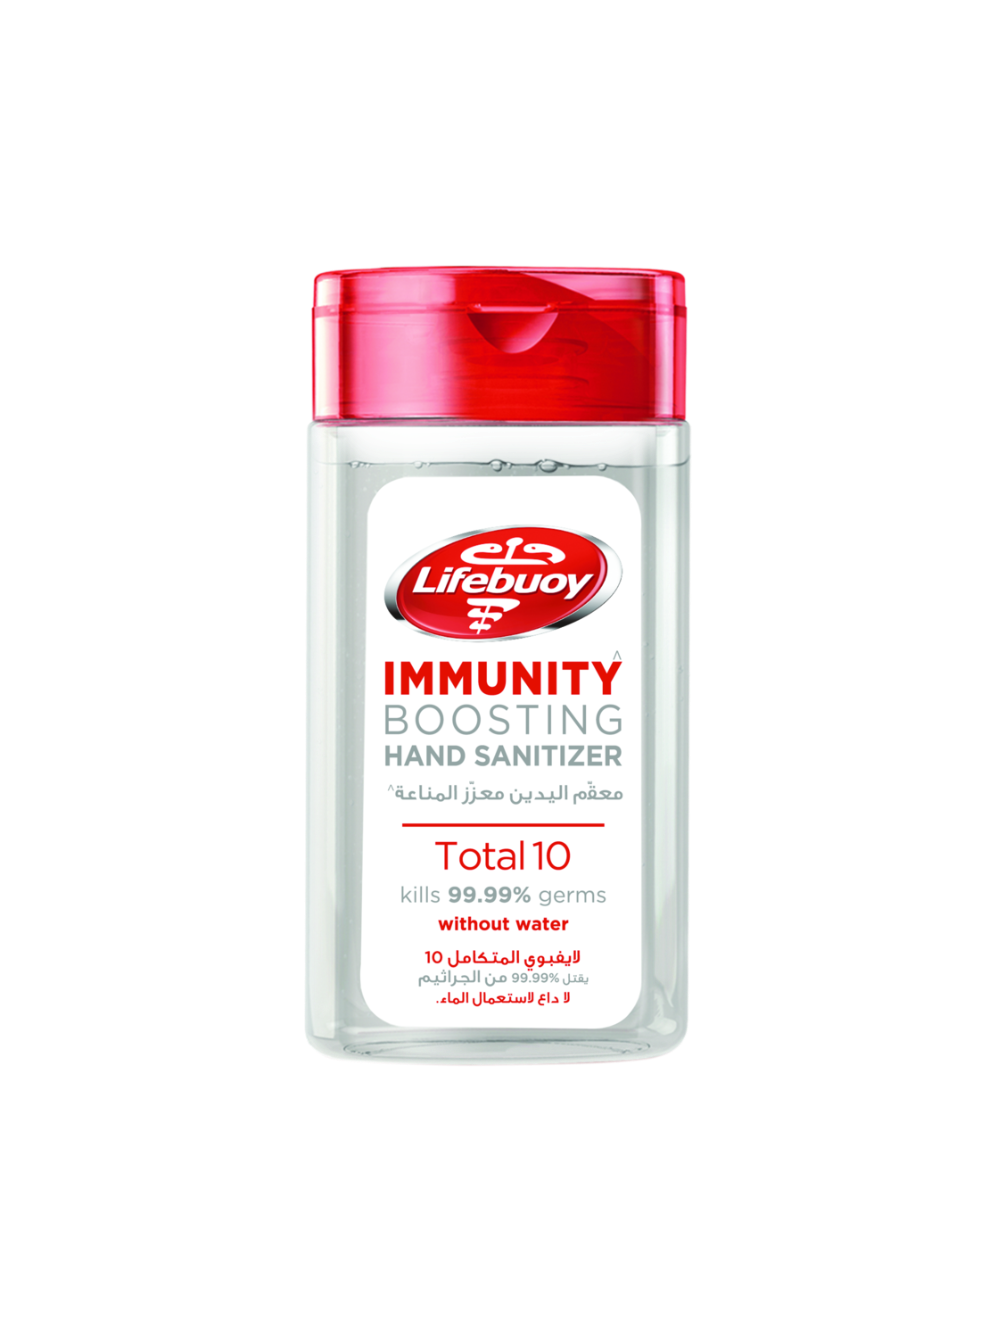 Lifebuoy
IMMUNITY^
BOOSTING
HAND SANITIZER
معقّم اليدين معزّز المناعة^
Total 10
kills 99.99% germs
without water
لايفبوي المتكامل 10
يقتل 99.99% من الجراثيم
لا داع لاستعمال الماء.